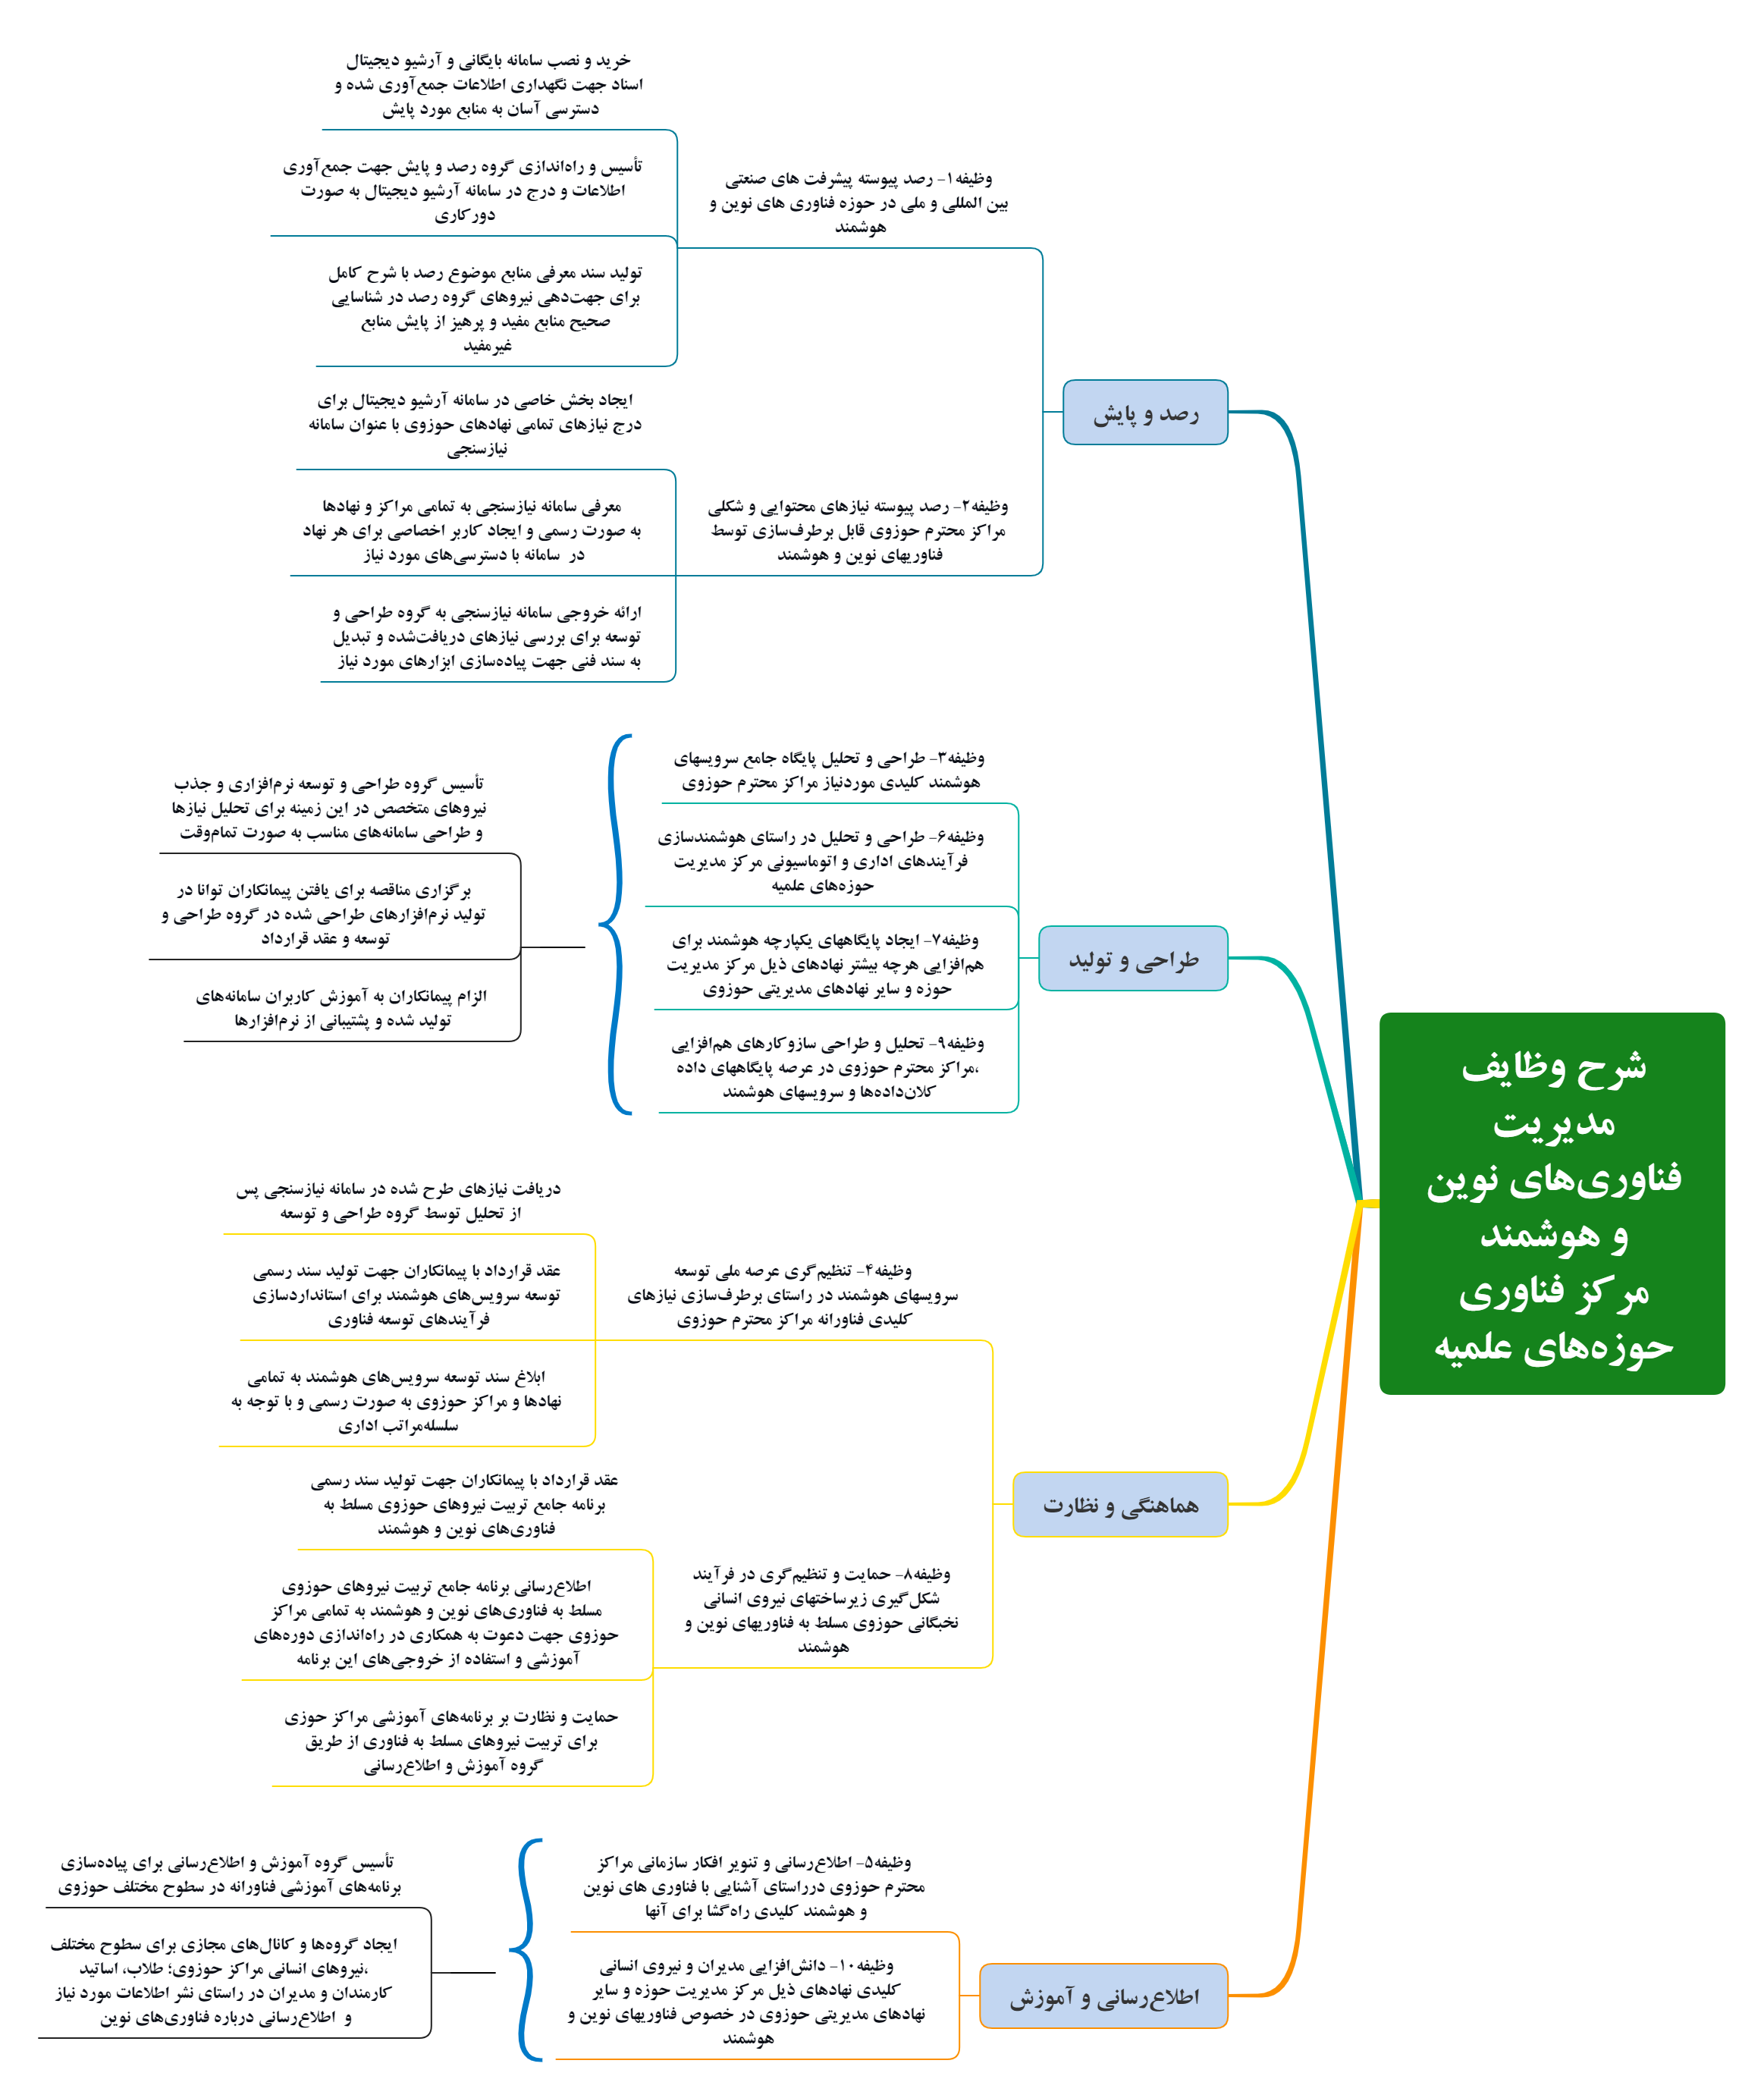 شرح وظایف
مدیریت
فناوری‌های نوین
و هوشمند
مرکز فناوری
حوزه‌های علمیه
رصد و پایش
وظیفه۱- رصد پیوسته پیشرفت های صنعتی
بین المللی و ملی در حوزه فناوری های نوین و
هوشمند
خرید و نصب سامانه بایگانی و آرشیو دیجیتال
اسناد جهت نگهداری اطلاعات جمع‌آوری شده و
دسترسی آسان به منابع مورد پایش
تأسیس و راه‌اندازی گروه رصد و پایش جهت جمع‌آوری
اطلاعات و درج در سامانه آرشیو دیجیتال به صورت
دورکاری
تولید سند معرفی منابع موضوع رصد با شرح کامل
برای جهت‌دهی نیروهای گروه رصد در شناسایی
صحیح منابع مفید و پرهیز از پایش منابع
غیرمفید
وظیفه۲- رصد پیوسته نیازهای محتوایی و شکلی
مراکز محترم حوزوی قابل برطرف‌سازی توسط
فناوریهای نوین و هوشمند
ایجاد بخش خاصی در سامانه آرشیو دیجیتال برای
درج نیازهای تمامی نهادهای حوزوی با عنوان سامانه
نیازسنجی
معرفی سامانه نیازسنجی به تمامی مراکز و نهادها
به صورت رسمی و ایجاد کاربر اخصاصی برای هر نهاد
در سامانه با دسترسی‌های مورد نیاز
ارائه خروجی سامانه نیازسنجی به گروه طراحی و
توسعه برای بررسی نیازهای دریافت‌شده و تبدیل
به سند فنی جهت پیاده‌سازی ابزارهای مورد نیاز
طراحی و تولید
وظیفه۳- طراحی و تحلیل پایگاه جامع سرویسهای
هوشمند کلیدی موردنیاز مراکز محترم حوزوی
وظیفه۶- طراحی و تحلیل در راستای هوشمندسازی
فرآیندهای اداری و اتوماسیونی مرکز مدیریت
حوزه‌های علمیه
وظیفه۷- ایجاد پایگاههای یکپارچه هوشمند برای
هم‌افزایی هرچه بیشتر نهادهای ذیل مرکز مدیریت
حوزه و سایر نهادهای مدیریتی حوزوی
وظیفه۹- تحلیل و طراحی سازوکارهای هم‌افزایی
مراکز محترم حوزوی در عرصه پایگاههای داده،
کلان‌داده‌ها و سرویسهای هوشمند
تأسیس گروه طراحی و توسعه نرم‌افزاری و جذب
نیروهای متخصص در این زمینه برای تحلیل نیازها
و طراحی سامانه‌های مناسب به صورت تمام‌وقت
برگزاری مناقصه برای یافتن پیمانکاران توانا در
تولید نرم‌افزارهای طراحی شده در گروه طراحی و
توسعه و عقد قرارداد
الزام پیمانکاران به آموزش کاربران سامانه‌های
تولید شده و پشتیبانی از نرم‌افزارها
هماهنگی و نظارت
وظیفه۴- تنظیم‌گری عرصه ملی توسعه
سرویسهای هوشمند در راستای برطرف‌سازی نیازهای
کلیدی فناورانه مراکز محترم حوزوی
دریافت نیازهای طرح شده در سامانه نیازسنجی پس
از تحلیل توسط گروه طراحی و توسعه
عقد قرارداد با پیمانکاران جهت تولید سند رسمی
توسعه سرویس‌های هوشمند برای استانداردسازی
فرآیندهای توسعه فناوری
ابلاغ سند توسعه سرویس‌های هوشمند به تمامی
نهادها و مراکز حوزوی به صورت رسمی و با توجه به
سلسله‌مراتب اداری
وظیفه۸- حمایت و تنظیم‌گری در فرآیند
شکل‌گیری زیرساختهای نیروی انسانی
نخبگانی حوزوی مسلط به فناوریهای نوین و
هوشمند
عقد قرارداد با پیمانکاران جهت تولید سند رسمی
برنامه جامع تربیت نیروهای حوزوی مسلط به
فناوری‌های نوین و هوشمند
اطلاع‌رسانی برنامه جامع تربیت نیروهای حوزوی
مسلط به فناوری‌های نوین و هوشمند به تمامی مراکز
حوزوی جهت دعوت به همکاری در راه‌اندازی دوره‌های
آموزشی و استفاده از خروجی‌های این برنامه
حمایت و نظارت بر برنامه‌های آموزشی مراکز حوزی
برای تربیت نیروهای مسلط به فناوری از طریق
گروه آموزش و اطلاع‌رسانی
اطلاع‌رسانی و آموزش
وظیفه۵- اطلاع‌رسانی و تنویر افکار سازمانی مراکز
محترم حوزوی درراستای آشنایی با فناوری های نوین
و هوشمند کلیدی راه‌گشا برای آنها
وظیفه۱۰- دانش‌افزایی مدیران و نیروی انسانی
کلیدی نهادهای ذیل مرکز مدیریت حوزه و سایر
نهادهای مدیریتی حوزوی در خصوص فناوریهای نوین و
هوشمند
تأسیس گروه آموزش و اطلاع‌رسانی برای پیاده‌سازی
برنامه‌های آموزشی فناورانه در سطوح مختلف حوزوی
ایجاد گروه‌ها و کانال‌های مجازی برای سطوح مختلف
نیروهای انسانی مراکز حوزوی؛ طلاب، اساتید،
کارمندان و مدیران در راستای نشر اطلاعات مورد نیاز
و اطلاع‌رسانی درباره فناوری‌های نوین